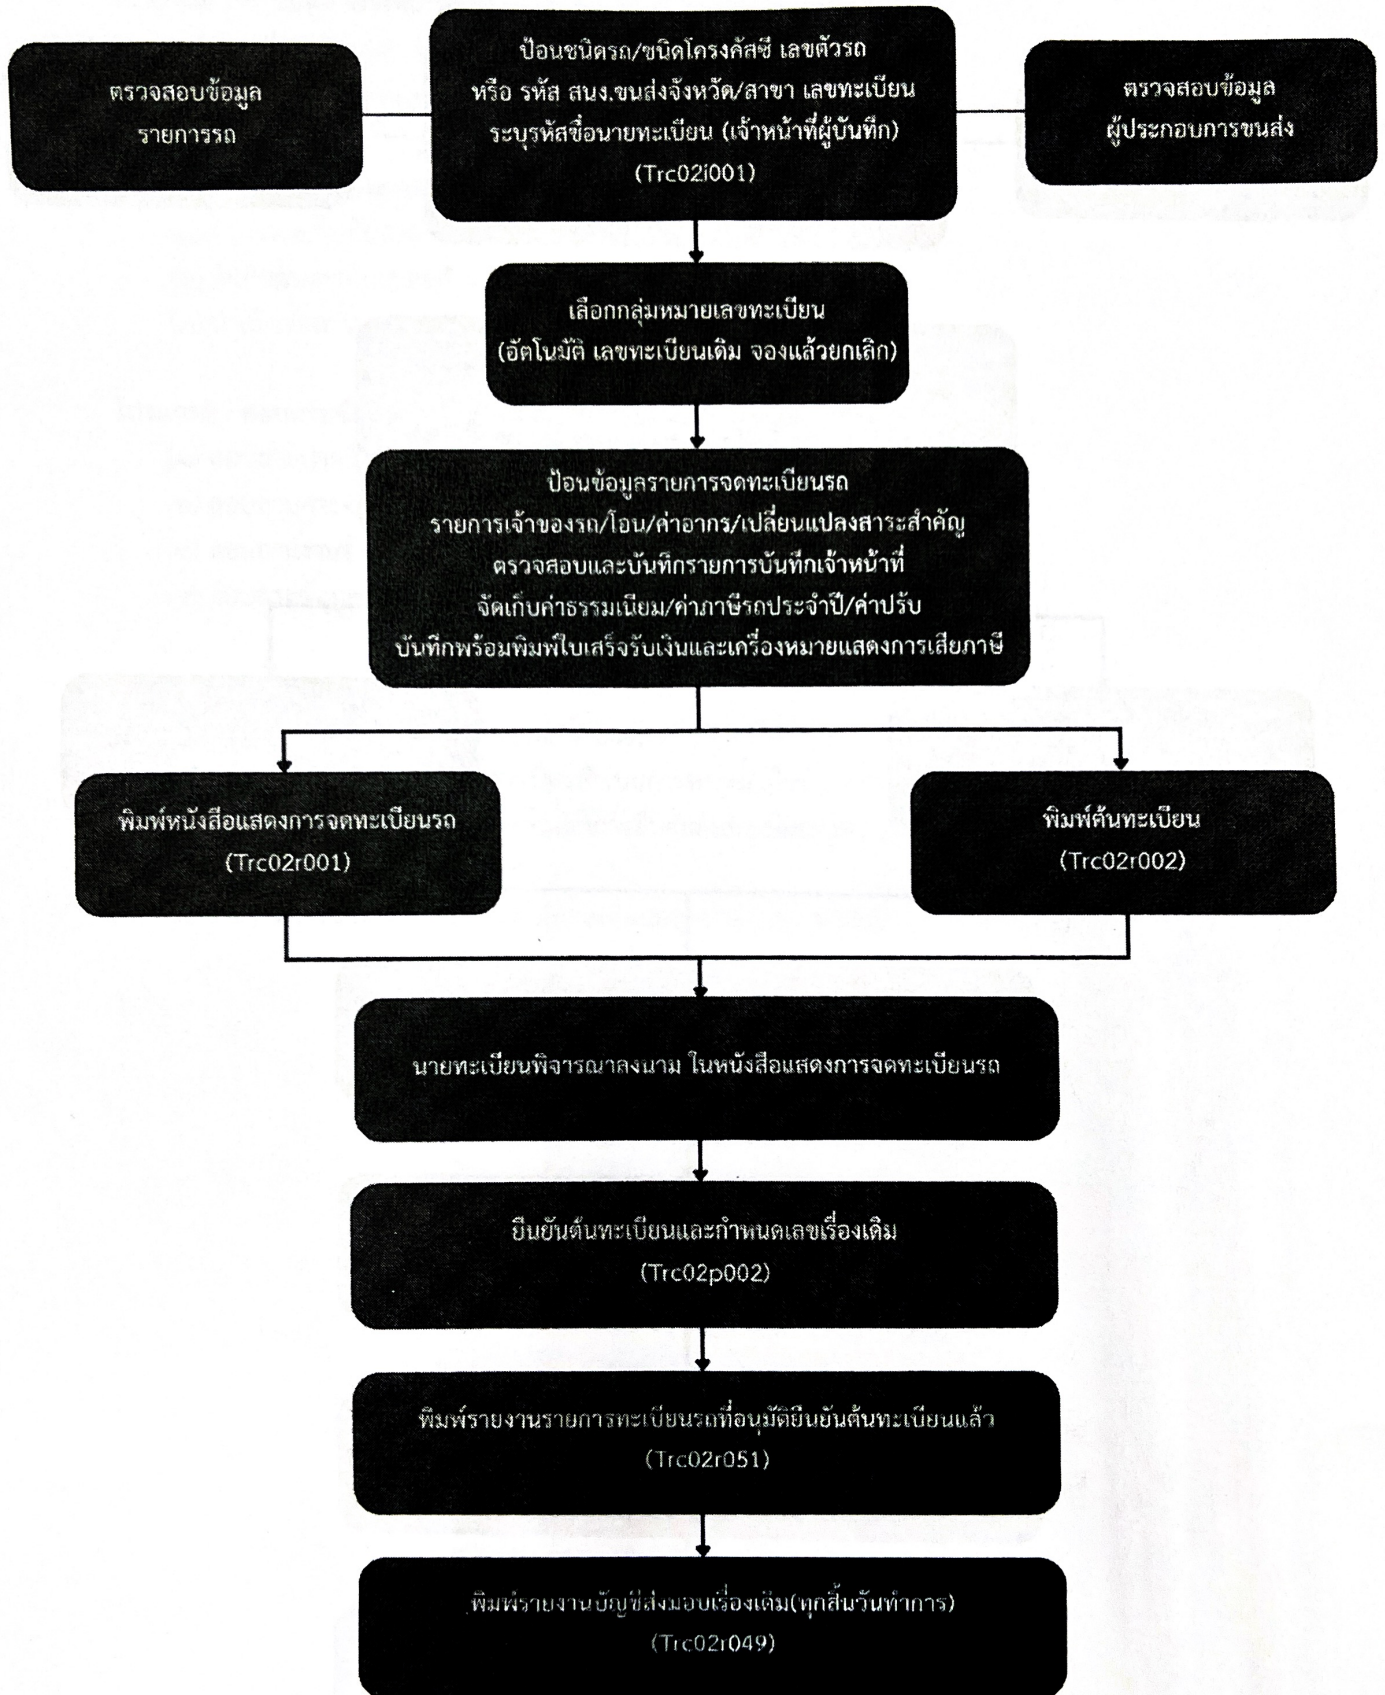 ตรวจสอบข้อมูล
รายการรถ
ป้อนชนิดรถ/ชนิดโครงคัสซี เลขตัวรถ
หรือ รหัส สนง.ขนส่งจังหวัด/สาขา เลขทะเบียน
ระบุรหัสชื่อนายทะเบียน (เจ้าหน้าที่ผู้บันทึก)
(Trc02i001)
ตรวจสอบข้อมูล
ผู้ประกอบการขนส่ง
เลือกกลุ่มหมายเลขทะเบียน
(อัตโนมัติ เลขทะเบียนเดิม จองแล้วยกเลิก)
ป้อนข้อมูลรายการจดทะเบียนรถ
รายการเจ้าของรถ/โอน/ค่าอากร/เปลี่ยนแปลงสาระสำคัญ
ตรวจสอบและบันทึกรายการบันทึกเจ้าหน้าที่
จัดเก็บค่าธรรมเนียม/ค่าภาษีรถประจำปี/ค่าปรับ
บันทึกพร้อมพิมพ์ใบเสร็จรับเงินและเครื่องหมายแสดงการเสียภาษี
พิมพ์หนังสือแสดงการจดทะเบียนรถ
(Trc02r001)
พิมพ์ต้นทะเบียน
(Trc02r002)
นายทะเบียนพิจารณาลงนาม ในหนังสือแสดงการจดทะเบียนรถ
ยืนยันต้นทะเบียนและกำหนดเลขเรื่องเดิม
(Trc02p002)
พิมพ์รายงานรายการทะเบียนรถที่อนุมัติยืนยันต้นทะเบียนแล้ว
(Trc02r051)
พิมพ์รายงานบัญชีส่งมอบเรื่องเดิม(ทุกสิ้นวันทำการ)
(Trc02r049)